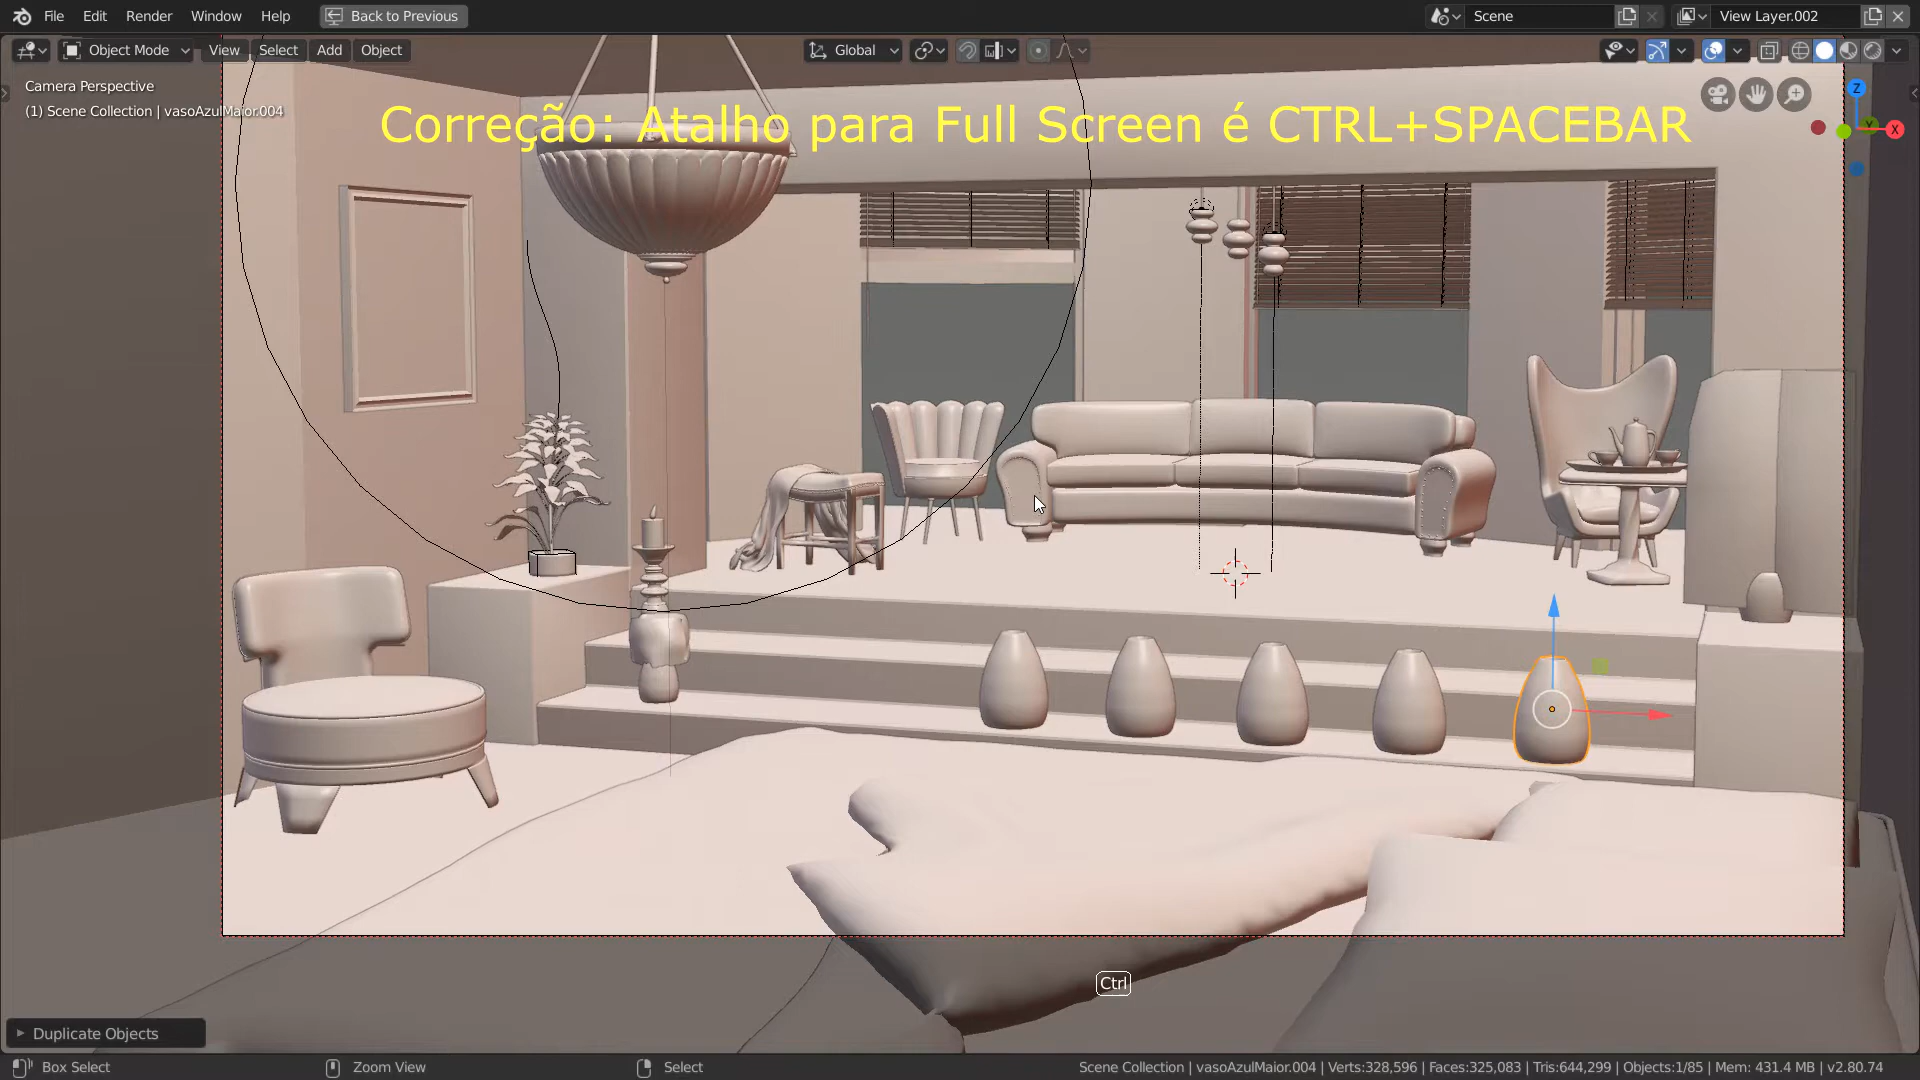 File Edit Render Window Help Back to Previous Scene View Layer.002
Object Mode View Select Add Object Global
Camera Perspective
(1) Scene Collection | vasoAzulMaior.004
Correção: Atalho para Full Screen é CTRL+SPACEBAR
Z
Y
X
Ctrl
Duplicate Objects
Box Select Zoom View Select Scene Collection | vasoAzulMaior.004 | Verts:328,596 | Faces:325,083 | Tris:644,299 | Objects:1/85 | Mem: 431.4 MB | v2.80.74